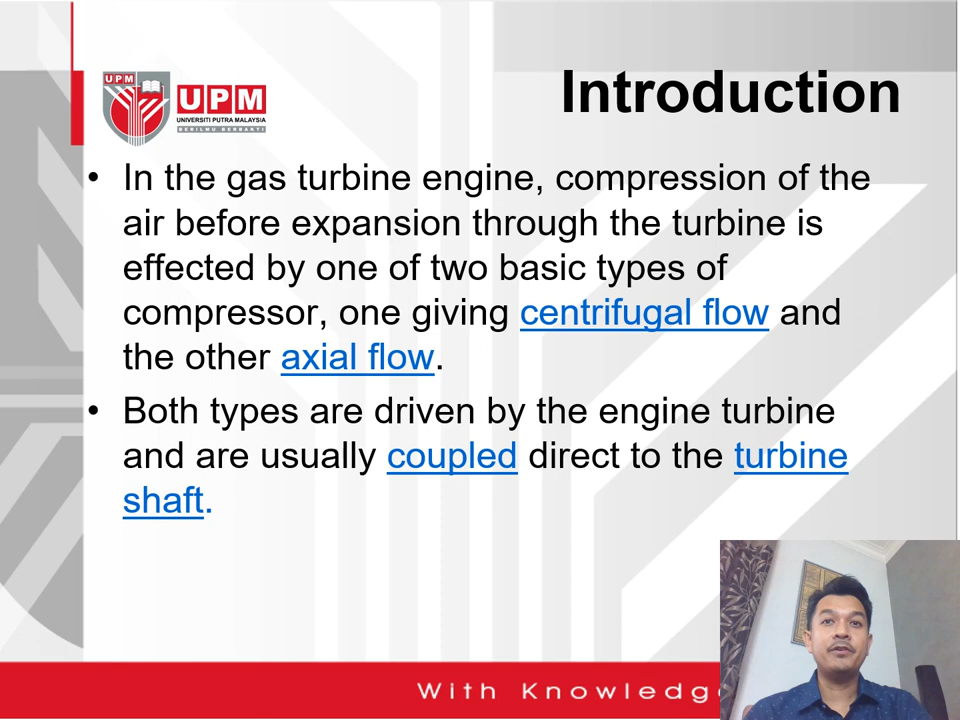 UPM
UPM
UNIVERSITI PUTRA MALAYSIA
BERILMU BERBAKTI
Introduction
• In the gas turbine engine, compression of the
air before expansion through the turbine is
effected by one of two basic types of
compressor, one giving centrifugal flow and
the other axial flow.
• Both types are driven by the engine turbine
and are usually coupled direct to the turbine
shaft.
With Knowledg